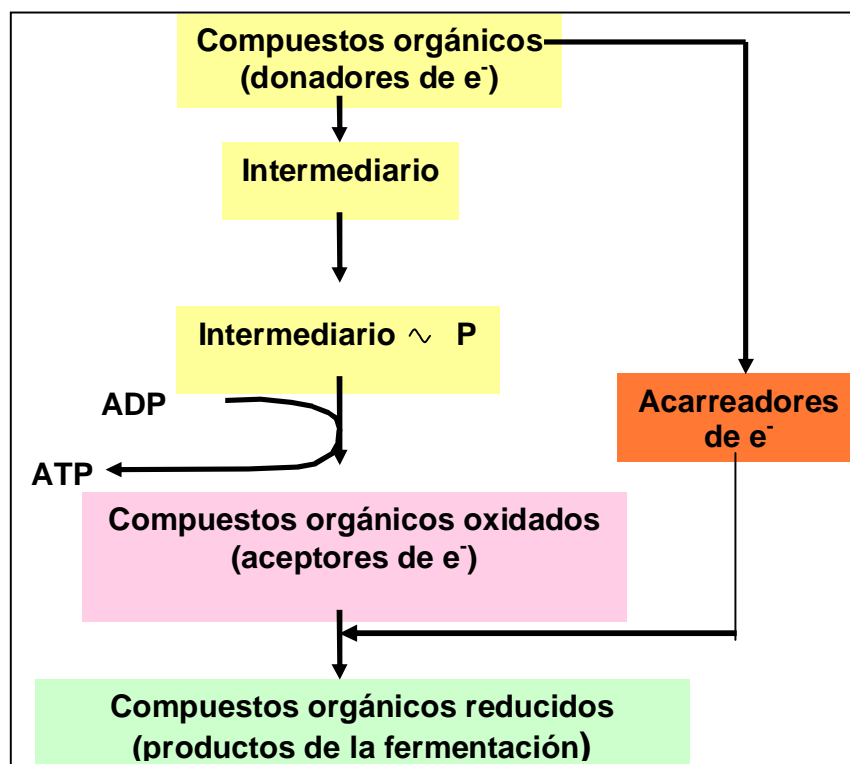 Compuestos orgánicos
(donadores de e⁻)
Intermediario
Intermediario ~ P
ADP
ATP
Acarreadores
de e⁻
Compuestos orgánicos oxidados
(aceptores de e⁻)
Compuestos orgánicos reducidos
(productos de la fermentación)